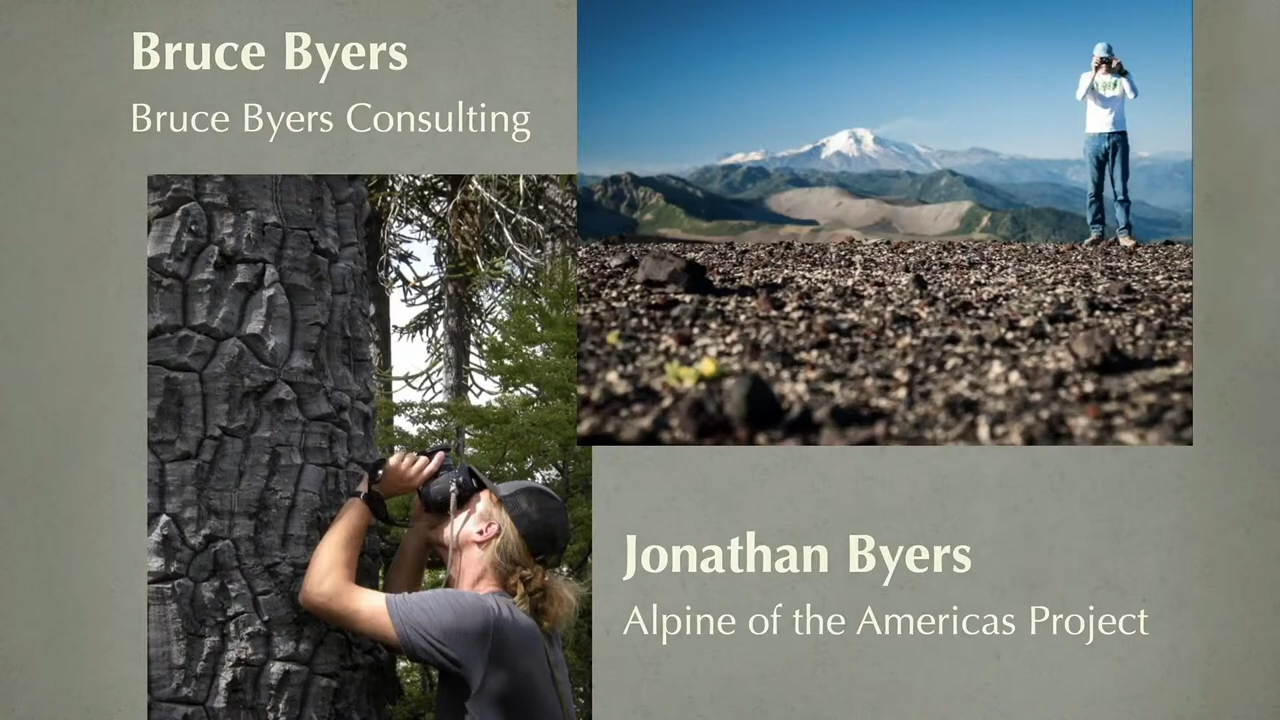 Bruce Byers
Bruce Byers Consulting
Jonathan Byers
Alpine of the Americas Project